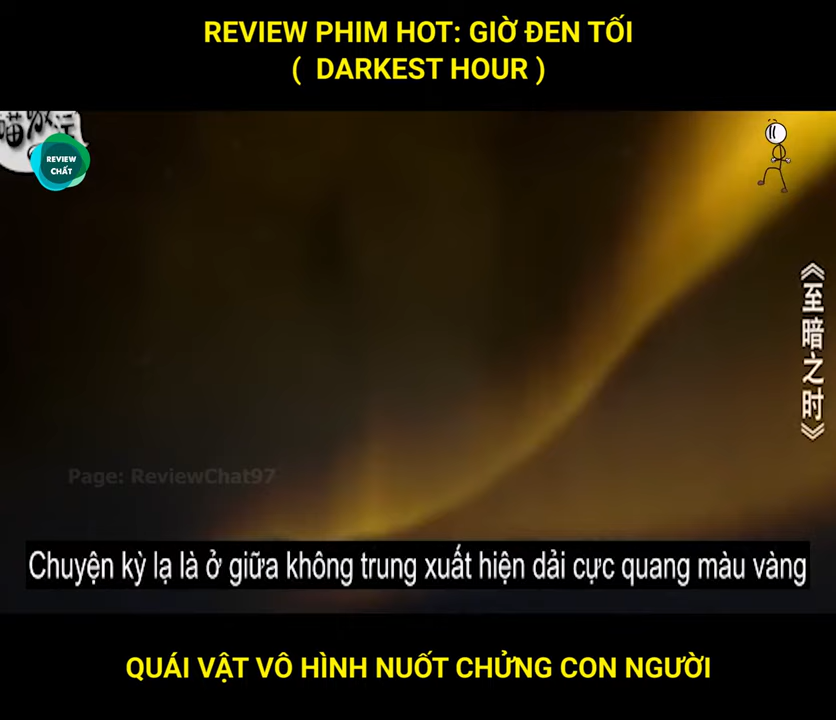 REVIEW PHIM HOT: GIỜ ĐEN TỐI
( DARKEST HOUR )
REVIEW
CHẤT
《至暗之时》
Page: ReviewChat97
Chuyện kỳ lạ là ở giữa không trung xuất hiện dải cực quang màu vàng
QUÁI VẬT VÔ HÌNH NUỐT CHỬNG CON NGƯỜI